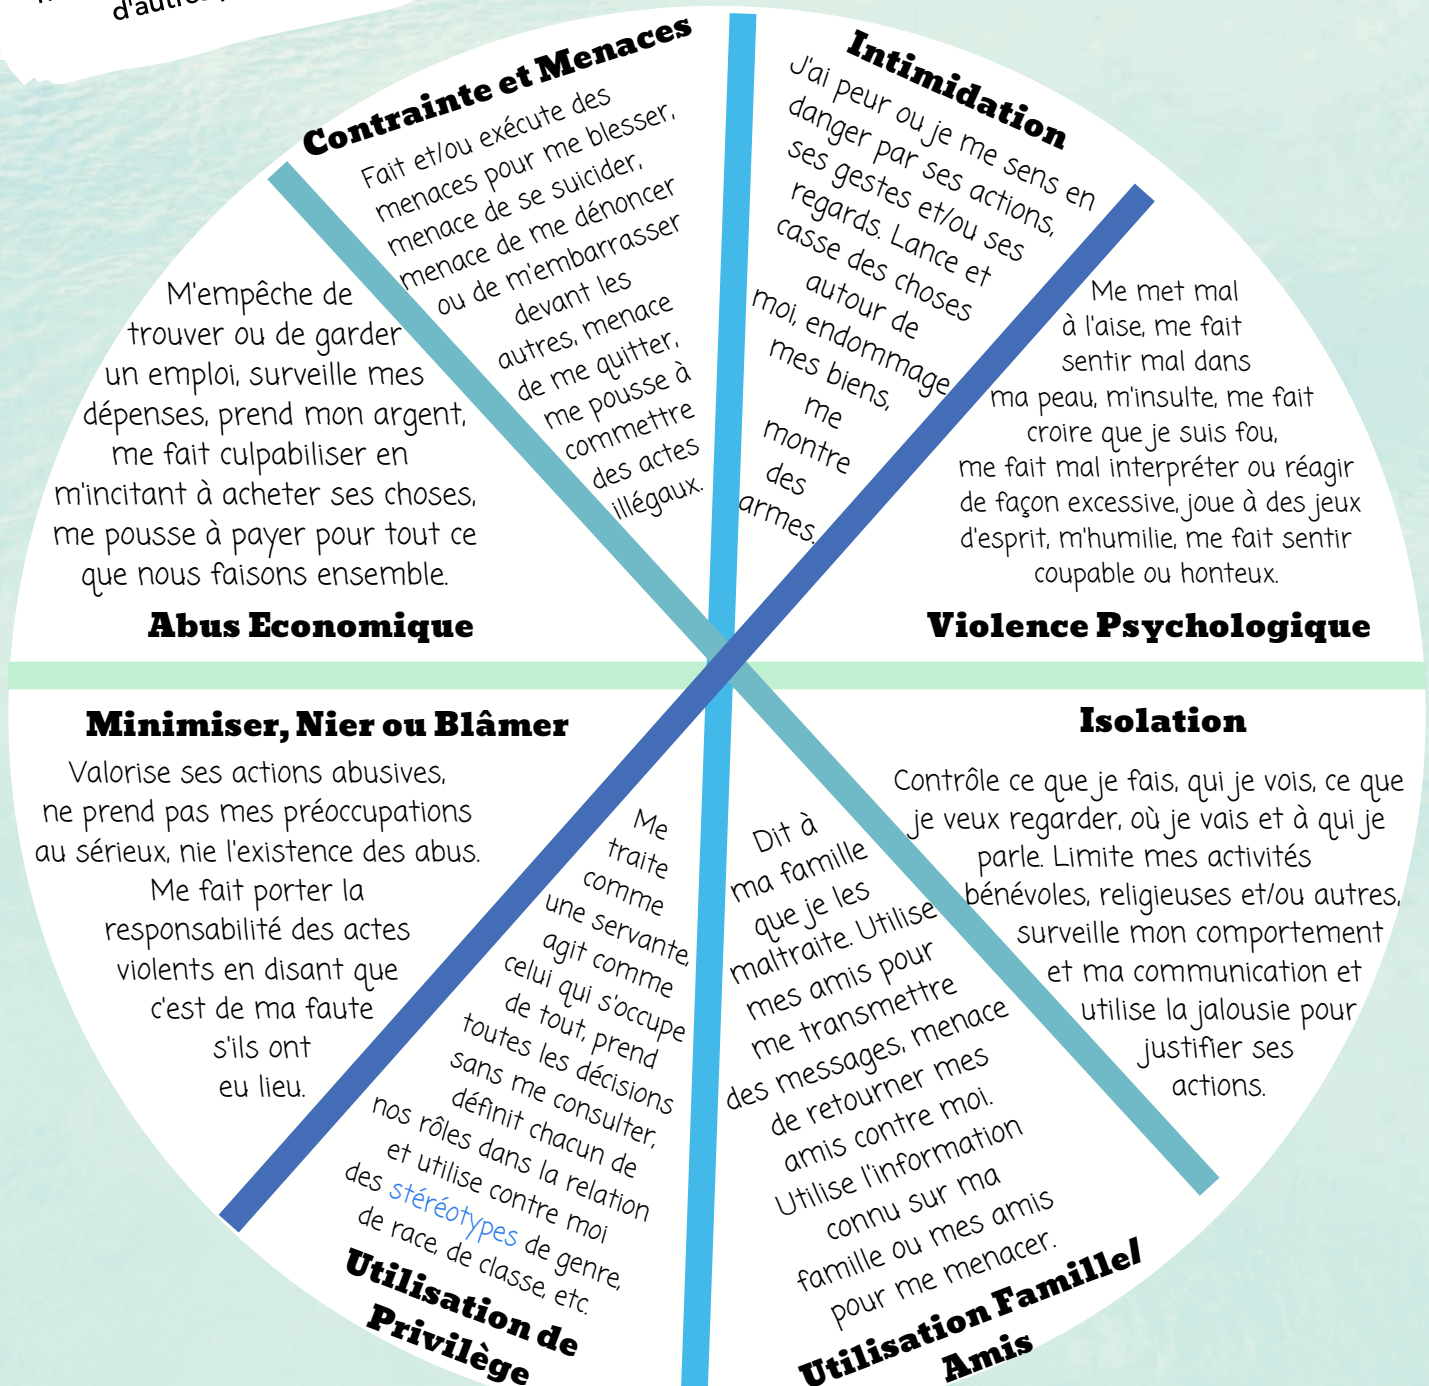 d'autres
Contrainte et Menaces
Fait et/ou exécute des
menaces pour me blesser,
menace de se suicider,
menace de me dénoncer
ou de m'embarrasser
devant les
autres, menace
de me quitter,
me pousse à
commettre
des actes
illégaux.
Intimidation
J'ai peur ou je me sens en
danger par ses actions,
ses gestes et/ou ses
regards. Lance et
casse des choses
autour de
moi, endommage
mes biens,
me
montre
des
armes.
Me met mal
à l'aise, me fait
sentir mal dans
ma peau, m'insulte, me fait
croire que je suis fou,
me fait mal interpréter ou réagir
de façon excessive, joue à des jeux
d'esprit, m'humilie, me fait sentir
coupable ou honteux.
Violence Psychologique
Isolation
Contrôle ce que je fais, qui je vois, ce que
je veux regarder, où je vais et à qui je
parle. Limite mes activités
bénévoles, religieuses et/ou autres,
surveille mon comportement
et ma communication et
utilise la jalousie pour
justifier ses
actions.
Dit à
ma famille
que je les
maltraite. Utilise
mes amis pour
me transmettre
des messages, menace
de retourner mes
amis contre moi.
Utilise l'information
connu sur ma
famille ou mes amis
pour me menacer.
Utilisation Famille/
Amis
Me
traite
comme
une servante,
agit comme
celui qui s'occupe
de tout, prend
toutes les décisions
sans me consulter,
définit chacun de
nos rôles dans la relation
et utilise contre moi
des stéréotypes de genre,
de race, de classe, etc.
Utilisation de
Privilège
Minimiser, Nier ou Blâmer
Valorise ses actions abusives,
ne prend pas mes préoccupations
au sérieux, nie l'existence des abus.
Me fait porter la
responsabilité des actes
violents en disant que
c'est de ma faute
s'ils ont
eu lieu.
M'empêche de
trouver ou de garder
un emploi, surveille mes
dépenses, prend mon argent,
me fait culpabiliser en
m'incitant à acheter ses choses,
me pousse à payer pour tout ce
que nous faisons ensemble.
Abus Economique